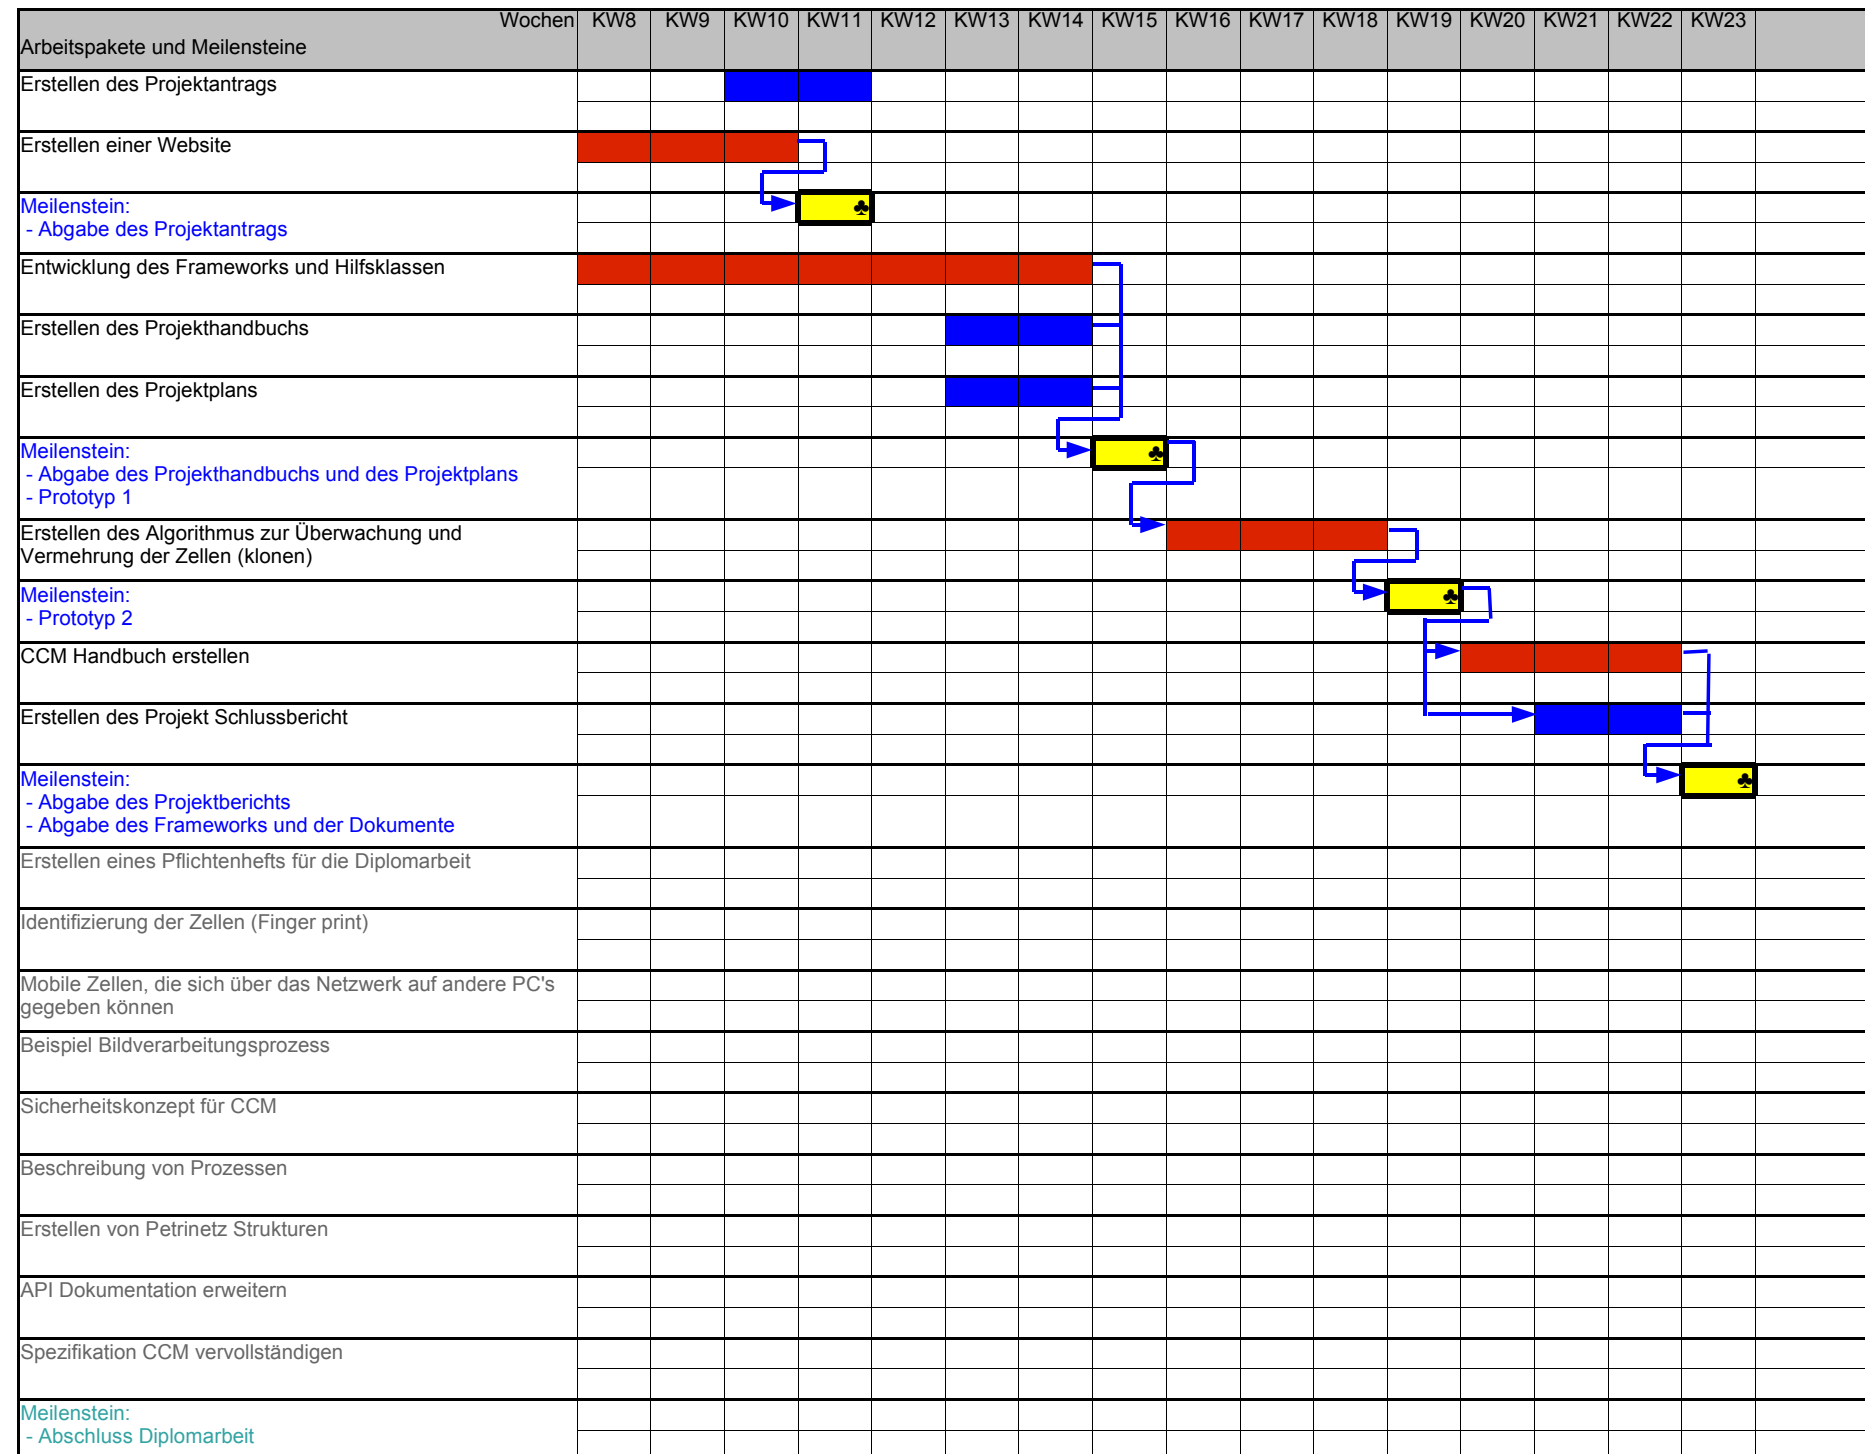 Wochen KW8 KW9 KW10 KW11 KW12 KW13 KW14 KW15 KW16 KW17 KW18 KW19 KW20 KW21 KW22 KW23
Arbeitspakete und Meilensteine
Erstellen des Projektantrags
Erstellen einer Website
Meilenstein:
- Abgabe des Projektantrags
Entwicklung des Frameworks und Hilfsklassen
Erstellen des Projekthandbuchs
Erstellen des Projektplans
Meilenstein:
- Abgabe des Projekthandbuchs und des Projektplans
- Prototyp 1
Erstellen des Algorithmus zur Überwachung und
Vermehrung der Zellen (klonen)
Meilenstein:
- Prototyp 2
CCM Handbuch erstellen
Erstellen des Projekt Schlussbericht
Meilenstein:
- Abgabe des Projektberichts
- Abgabe des Frameworks und der Dokumente
Erstellen eines Pflichtenhefts für die Diplomarbeit
Identifizierung der Zellen (Finger print)
Mobile Zellen, die sich über das Netzwerk auf andere PC's
gegeben können
Beispiel Bildverarbeitungsprozess
Sicherheitskonzept für CCM
Beschreibung von Prozessen
Erstellen von Petrinetz Strukturen
API Dokumentation erweitern
Spezifikation CCM vervollständigen
Meilenstein:
- Abschluss Diplomarbeit